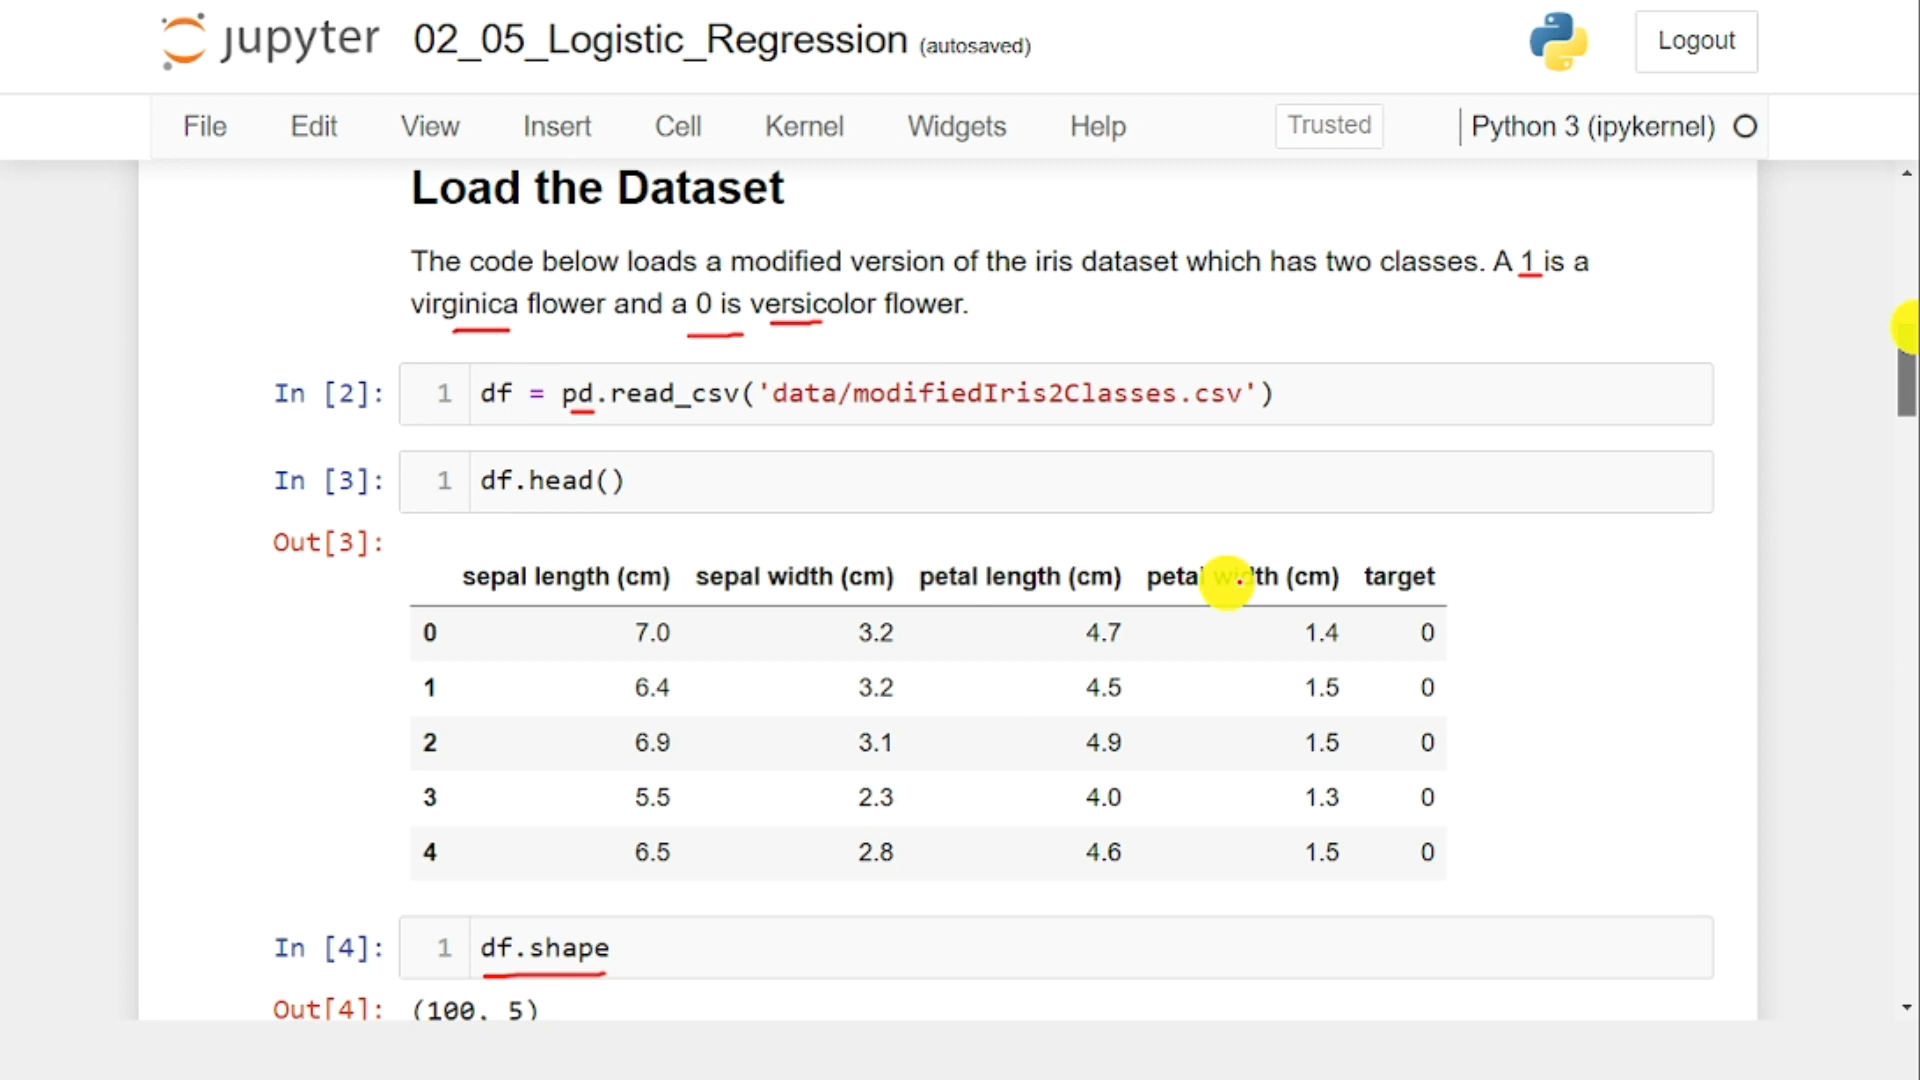 jupyter 02_05_Logistic_Regression (autosaved) Logout
File Edit View Insert Cell Kernel Widgets Help Trusted Python 3 (ipykernel)
Load the Dataset
The code below loads a modified version of the iris dataset which has two classes. A 1 is a
virginica flower and a 0 is versicolor flower.
In [2]: 1 df = pd.read_csv('data/modifiedIris2Classes.csv')
In [3]: 1 df.head()
Out[3]:
sepal length (cm) sepal width (cm) petal length (cm) petal width (cm) target
0 7.0 3.2 4.7 1.4 0
1 6.4 3.2 4.5 1.5 0
2 6.9 3.1 4.9 1.5 0
3 5.5 2.3 4.0 1.3 0
4 6.5 2.8 4.6 1.5 0
In [4]: 1 df.shape
Out[4]: (100, 5)